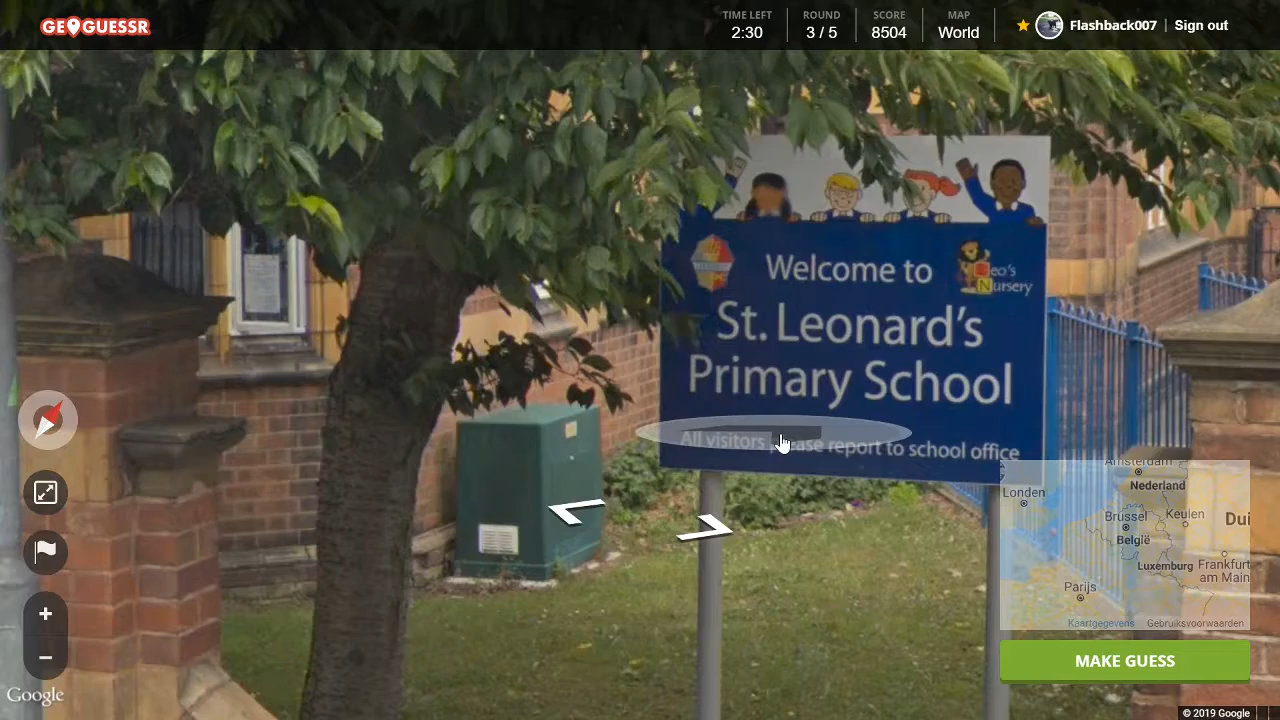 GEOGUESSR
TIME LEFT
2:30
ROUND
3 / 5
SCORE
8504
MAP
World
Flashback007 | Sign out
Welcome to
Leo's
Nursery
St. Leonard's
Primary School
All visitors please report to school office
Amsterdam
Londen
Nederland
Brussel
Keulen
Dui
België
Luxemburg
Frankfurt
am Main
Parijs
Kaartgegevens
Gebruiksvoorwaarden
MAKE GUESS
Google
© 2019 Google